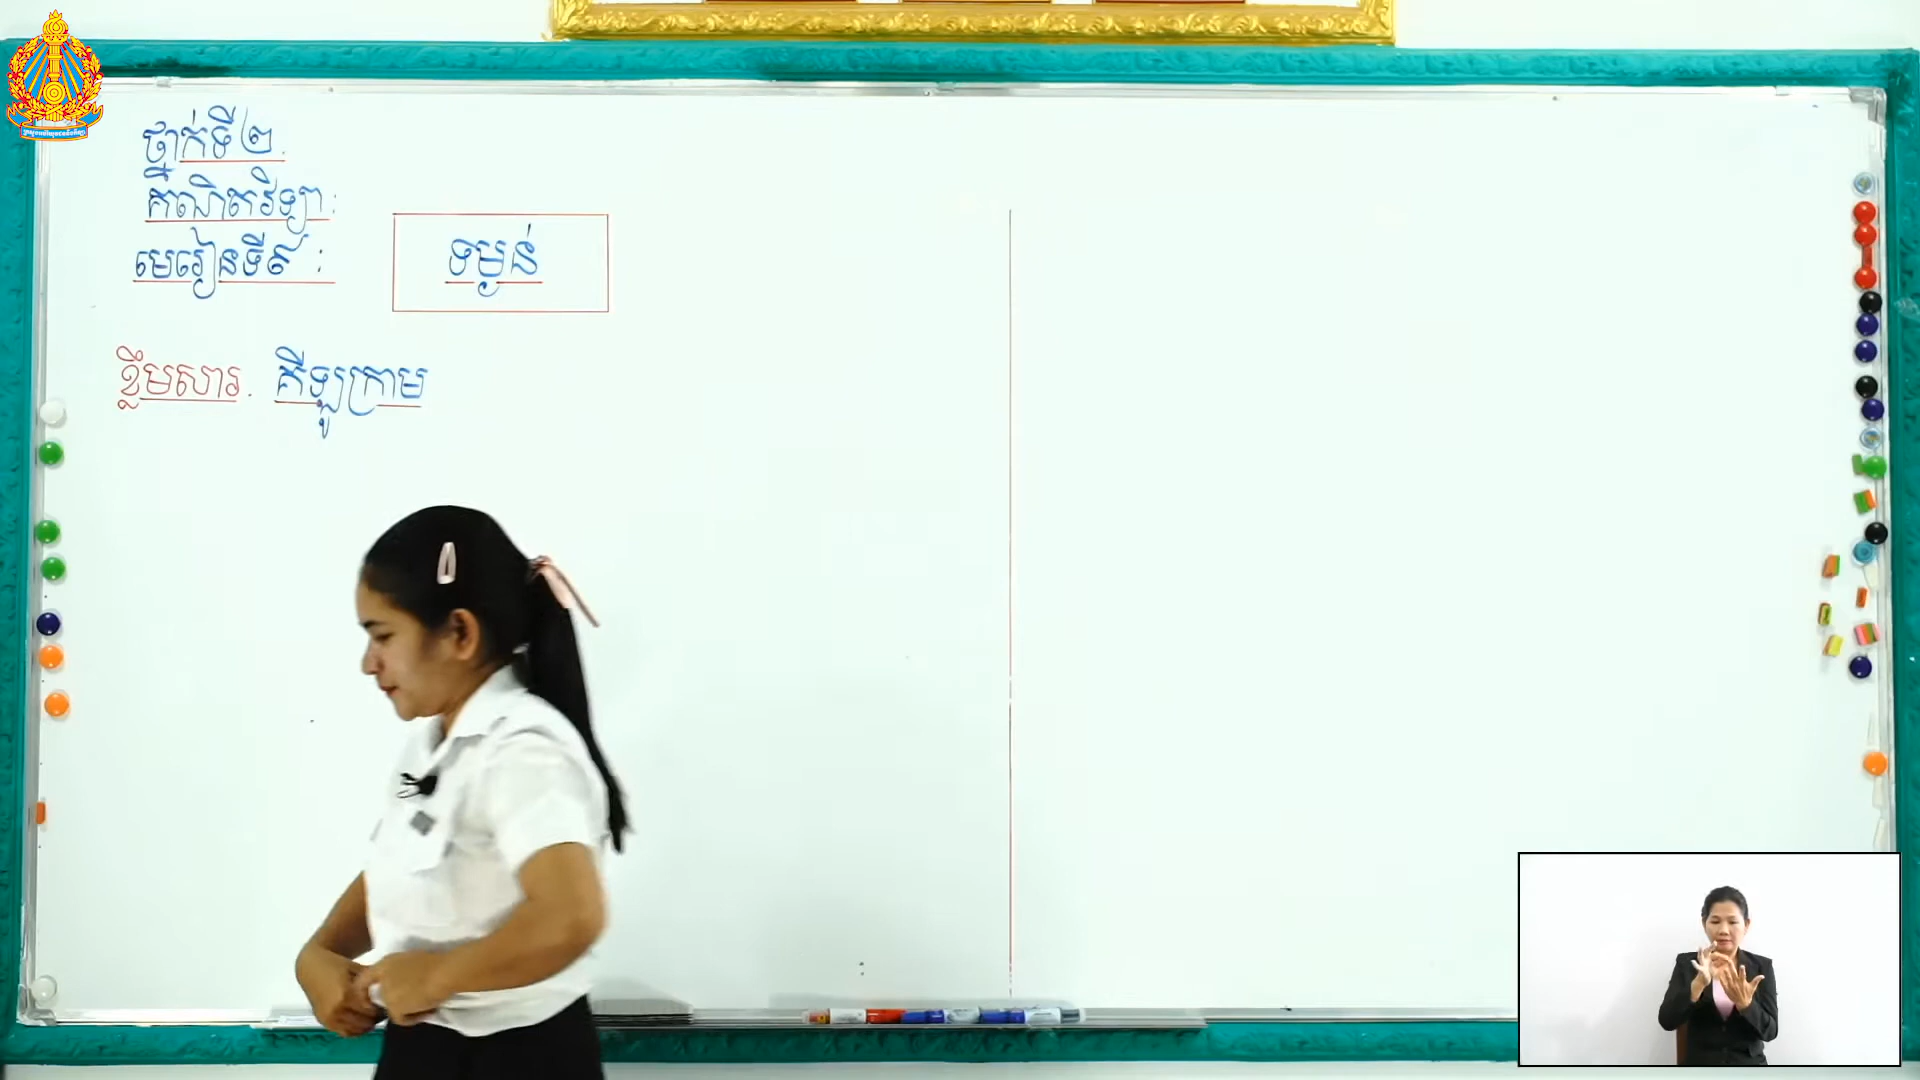 ថ្នាក់ទី២.
គណិតវិទ្យា :
មេរៀនទី៩ :
ទម្ងន់
ខ្លឹមសារ. គីឡូក្រាម